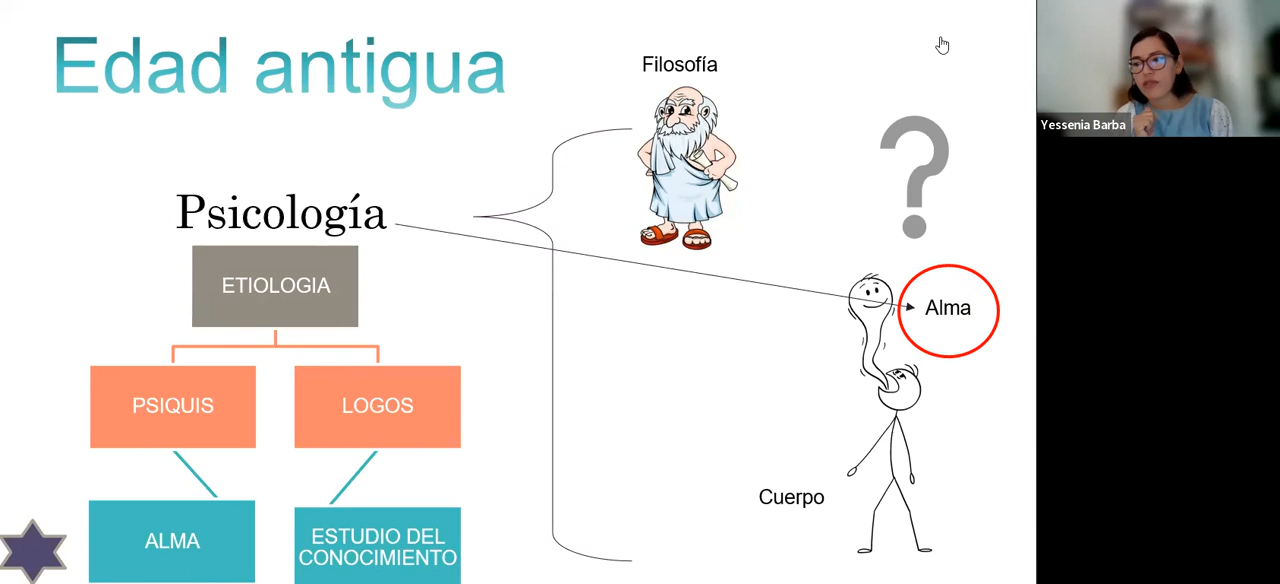 Edad antigua
Filosofía
?
Yessenia Barba
Psicología
ETIOLOGIA
Alma
PSIQUIS
LOGOS
Cuerpo
ALMA
ESTUDIO DEL
CONOCIMIENTO